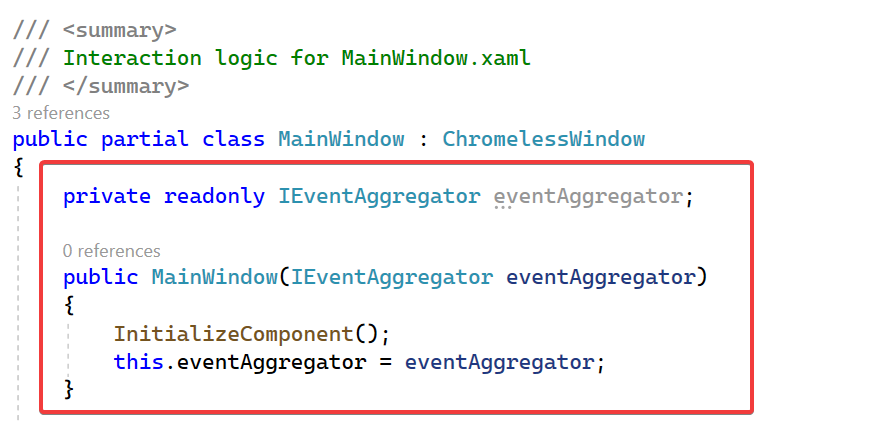 /// <summary>
/// Interaction logic for MainWindow.xaml
/// </summary>
3 references
public partial class MainWindow : ChromelessWindow
{
private readonly IEventAggregator eventAggregator;
0 references
public MainWindow(IEventAggregator eventAggregator)
{
InitializeComponent();
this.eventAggregator = eventAggregator;
}